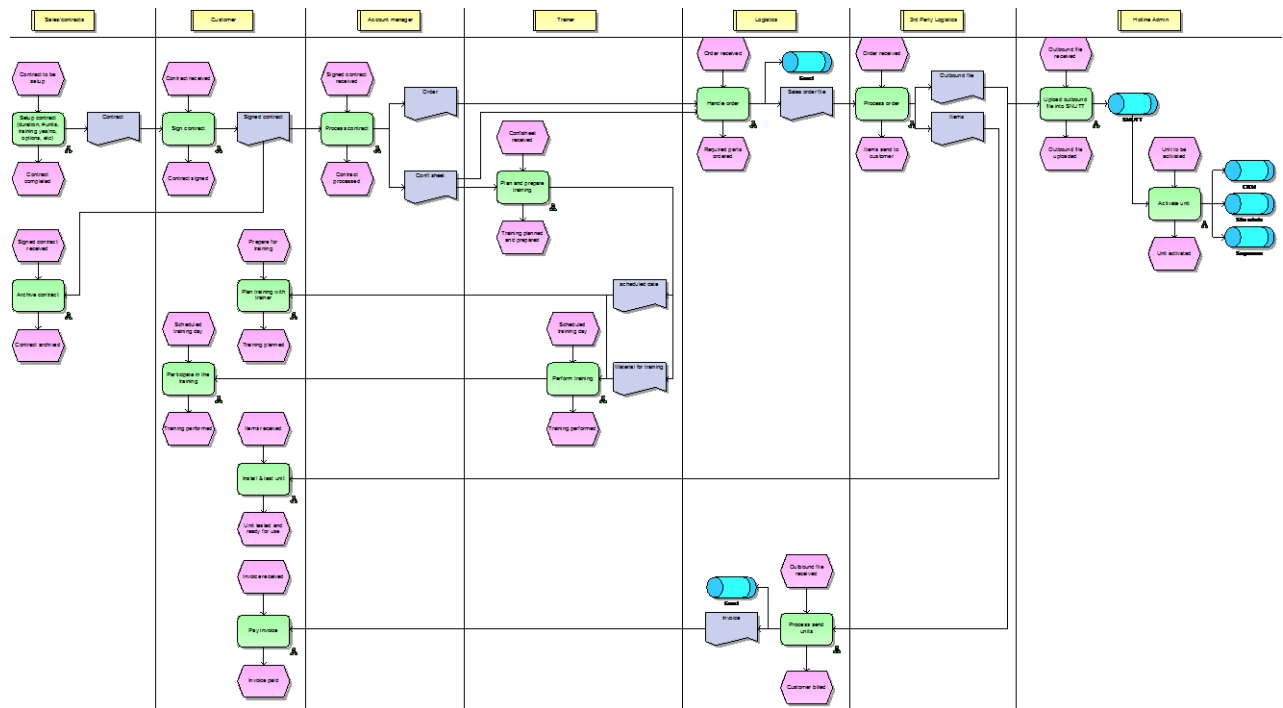 Sales/contracts
Customer
Account manager
Trainer
Logistics
3rd Party Logistics
Hotline Admin
Contract to be
setup
Contract received
Signed contract
received
Order received
Order received
Outbound file
received
Excel
Setup contract
(duration, #units,
training yes/no,
options, etc)
Contract
Sign contract
Signed contract
Process contract
Order
Handle order
Sales order file
Process order
Outbound file
Items
Upload outbound
file into SNUTT
SNUTT
Contract
completed
Contract signed
Contract
processed
Confi sheet
Confisheet
received
Plan and prepare
training
Training planned
and prepared
Required parts
ordered
Items send to
customer
Outbound file
uploaded
Unit to be
activated
Activate unit
Unit activated
CRM
Site admin
Signed contract
received
Archive contract
Contract archived
Prepare for
training
Plan training with
trainer
Training planned
scheduled date
Scheduled
training day
Participate in the
training
Training performed
Scheduled
training day
Perform training
Material for training
Training performed
Items received
Install & test unit
Unit tested and
ready for use
Invoice received
Pay invoice
Invoice paid
Excel
Invoice
Outbound file
received
Process send
units
Customer billed